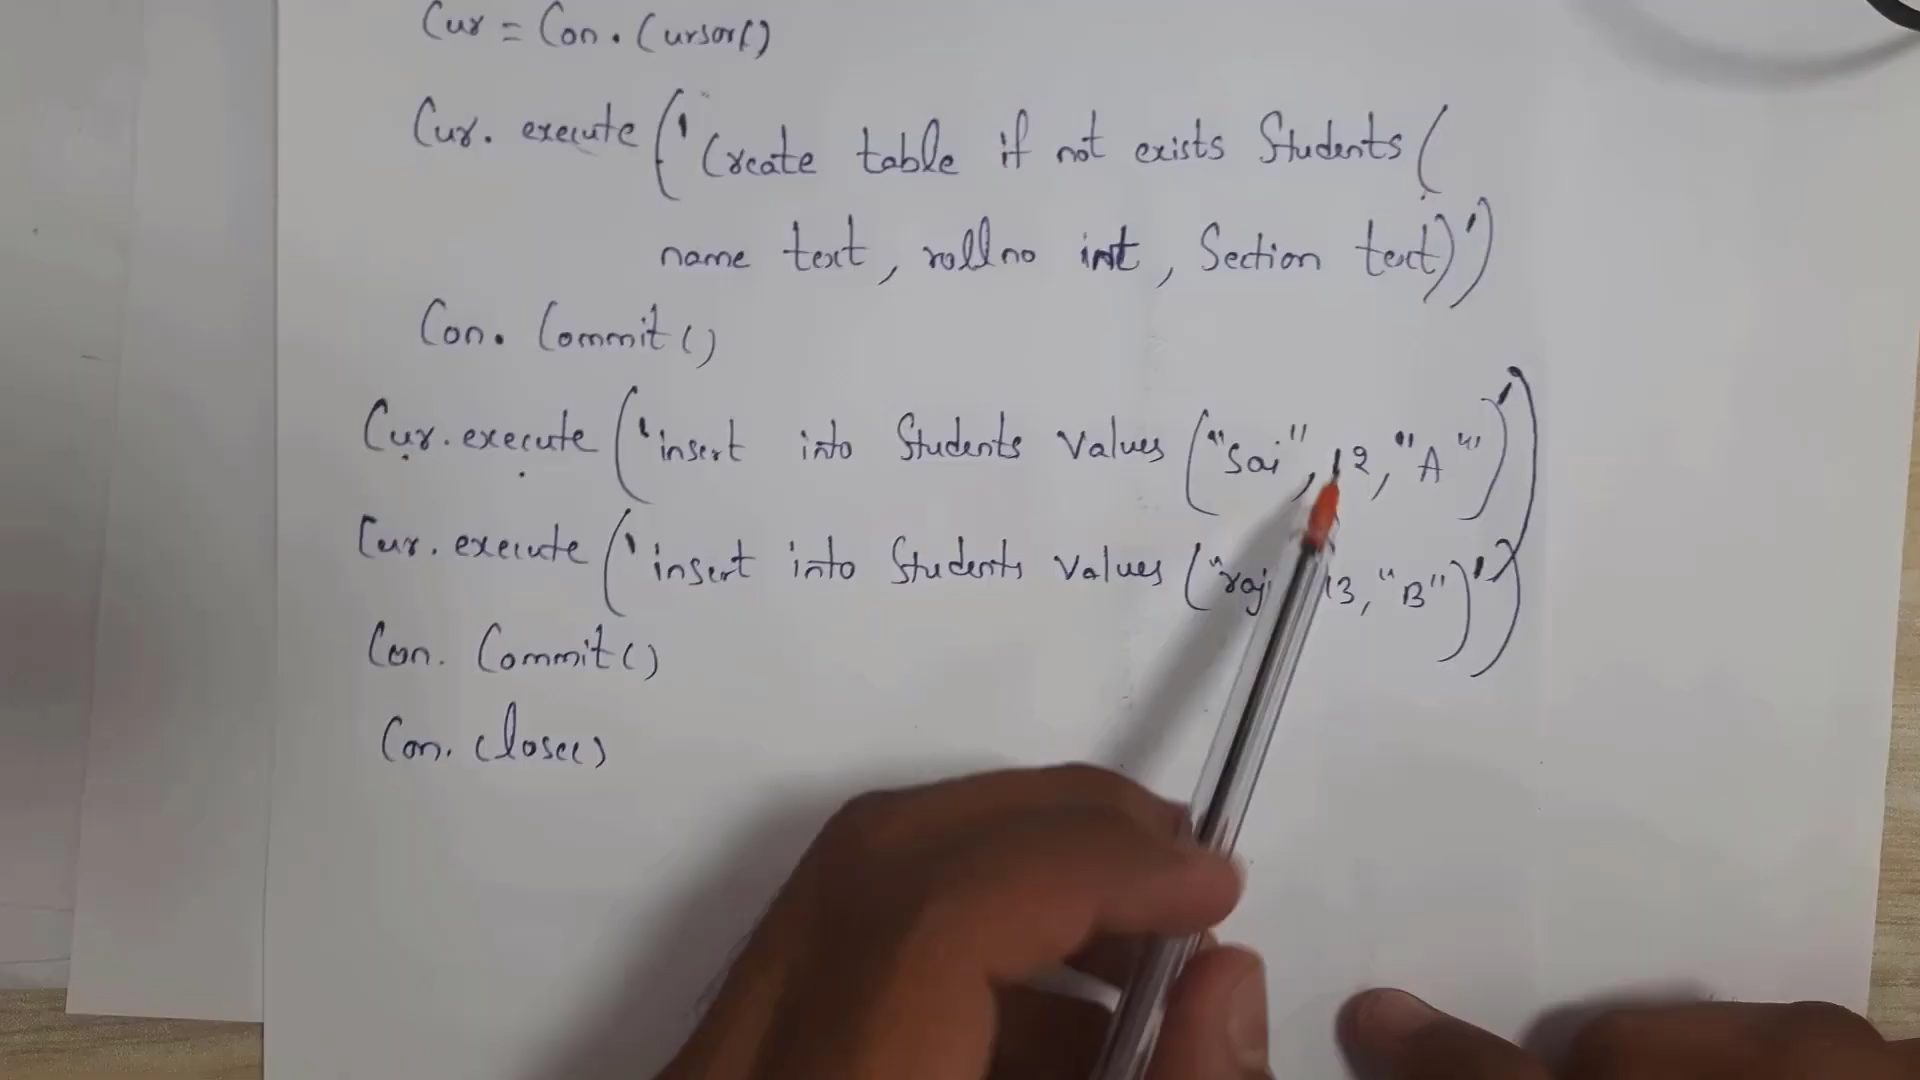 Cur = Con.Cursor()
Cur.execute('Create table if not exists Students(
name text, rollno int, Section text)')
Con.Commit()
Cur.execute('insert into Students Values ("Sai", 12, "A")')
Cur.execute('insert into Students Values ("raj 13, "B")')
Con.Commit()
Con.close()